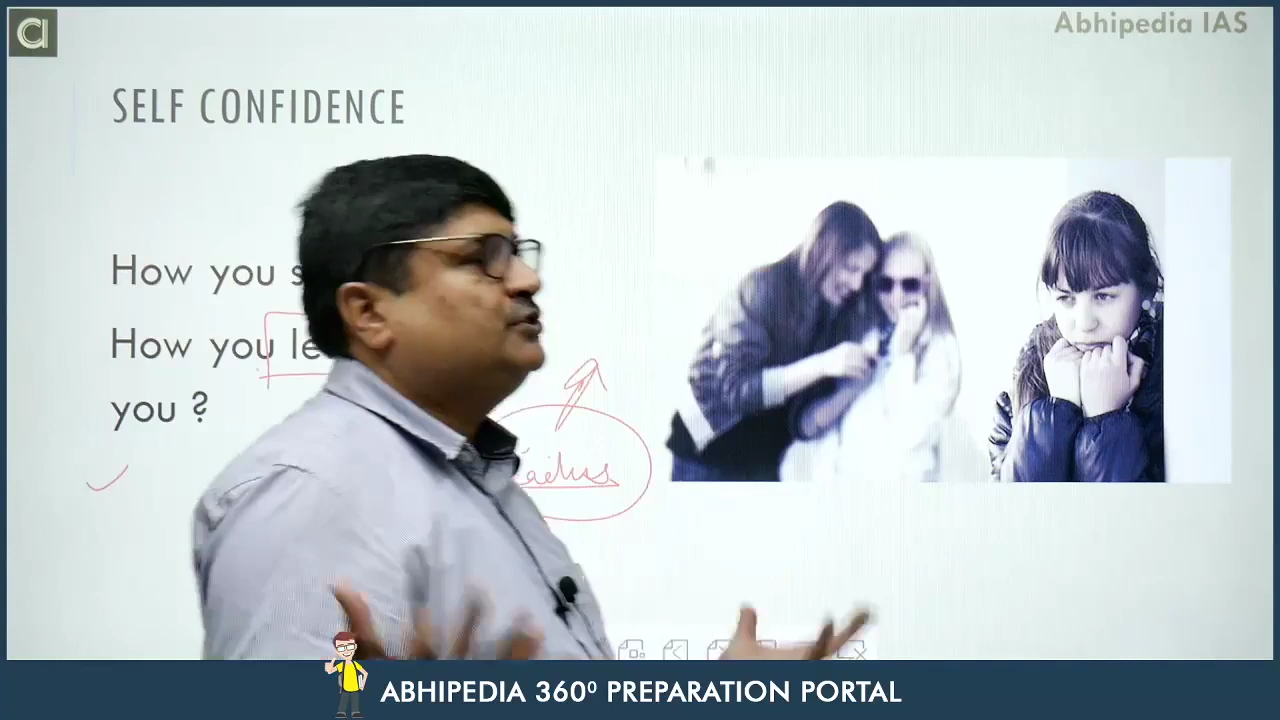 Abhipedia IAS
SELF CONFIDENCE
How you
How you le
you ?
ABHIPEDIA 360⁰ PREPARATION PORTAL